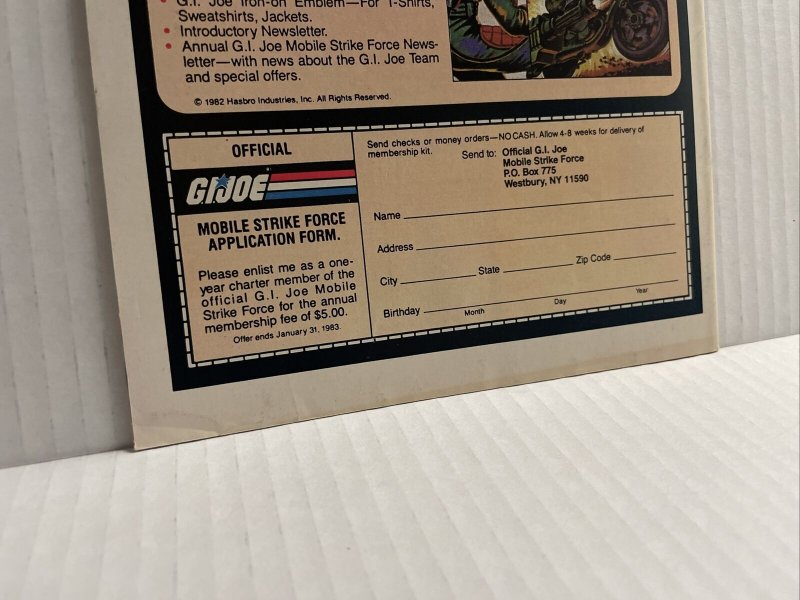 • G.I. Joe Iron-on Emblem—For T-Shirts,
Sweatshirts, Jackets.
• Introductory Newsletter.
• Annual G.I. Joe Mobile Strike Force News-
letter—with news about the G.I. Joe Team
and special offers.
© 1982 Hasbro Industries, Inc. All Rights Reserved.
OFFICIAL
GIJOE
MOBILE STRIKE FORCE
APPLICATION FORM.
Please enlist me as a one-
year charter member of the
official G.I. Joe Mobile
Strike Force for the annual
membership fee of $5.00.
Offer ends January 31, 1983.
Send checks or money orders—NO CASH. Allow 4-8 weeks for delivery of
membership kit.
Send to: Official G.I. Joe
Mobile Strike Force
P.O. Box 775
Westbury, NY 11590
Name
Address
City State Zip Code
Birthday
Month Day Year